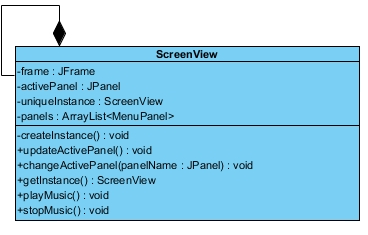 ScreenView
-frame : JFrame
-activePanel : JPanel
-uniqueInstance : ScreenView
-panels : ArrayList<MenuPanel>
-createInstance() : void
+updateActivePanel() : void
+changeActivePanel(panelName : JPanel) : void
+getInstance() : ScreenView
+playMusic() : void
+stopMusic() : void